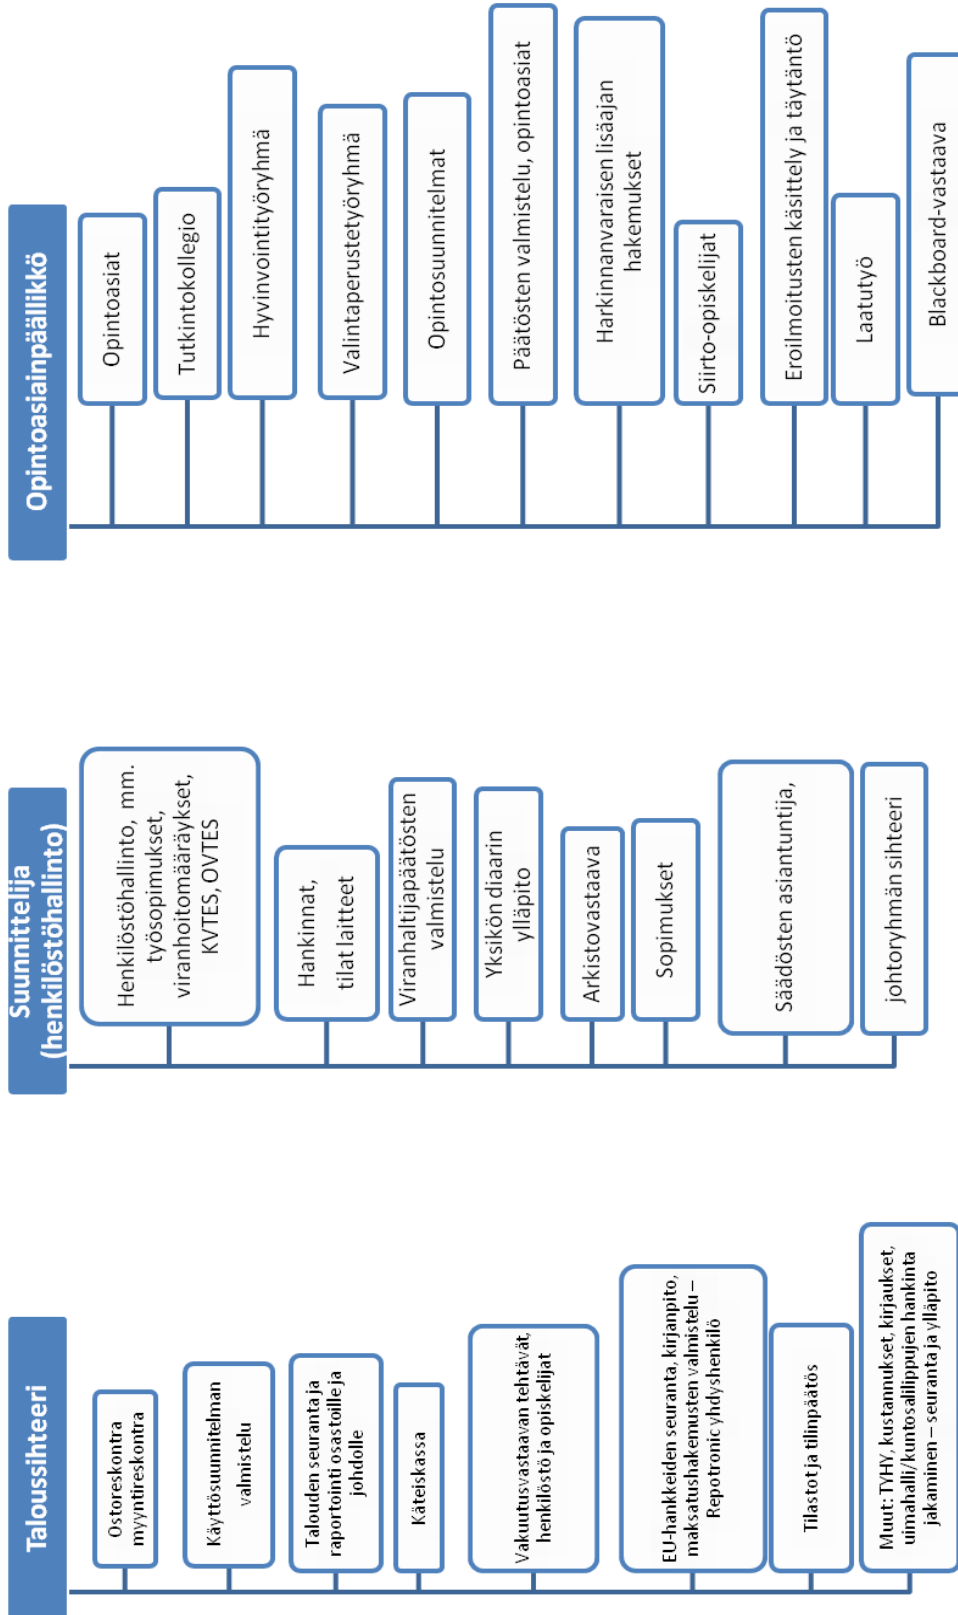 Taloussihteeri
Ostoreskontra
myyntireskontra
Käyttösuunnitelman
valmistelu
Talouden seuranta ja
raportointi osastoille ja
johdolle
Käteiskassa
Vakuutusvastaavan tehtävät,
henkilöstö ja opiskelijat
EU-hankkeiden seuranta, kirjanpito,
maksatushakemusten valmistelu –
Repotronic yhdyshenkilö
Tilastot ja tilinpäätös
Muut: TYHY, kustannukset, kirjaukset,
uimahalli/kuntosalilippujen hankinta
jakaminen – seuranta ja ylläpito
Suunnittelija
(henkilöstöhallinto)
Henkilöstöhallinto, mm.
työsopimukset,
viranhoitomääräykset,
KVTES, OVTES
Hankinnat,
tilat laitteet
Viranhaltijapäätösten
valmistelu
Yksikön diaarin
ylläpito
Arkistovastaava
Sopimukset
Säädösten asiantuntija,
johtoryhmän sihteeri
Opintoasiainpäällikkö
Opintoasiat
Tutkintokollegio
Hyvinvointityöryhmä
Valintaperustetyöryhmä
Opintosuunnitelmat
Päätösten valmistelu, opintoasiat
Harkinnanvaraisen lisäajan
hakemukset
Siirto-opiskelijat
Eroilmoitusten käsittely ja täytäntö
Laatutyö
Blackboard-vastaava